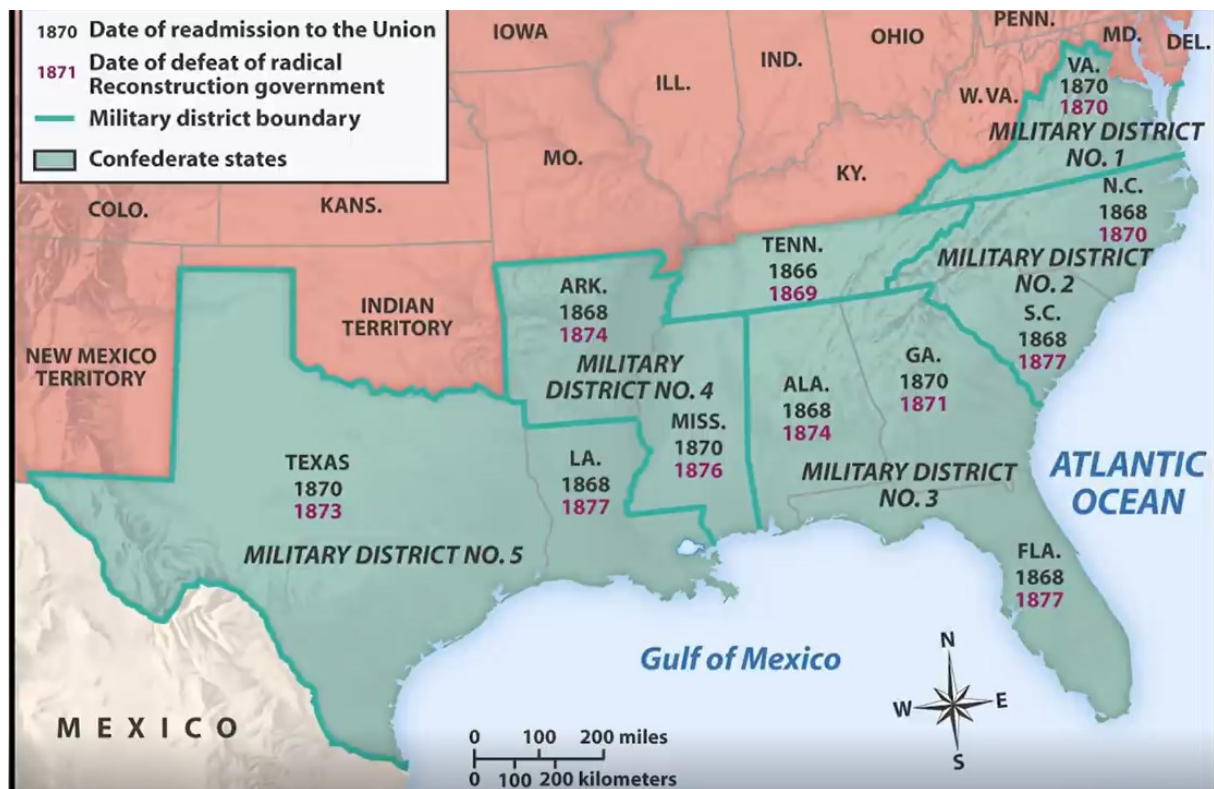 1870 Date of readmission to the Union
1871 Date of defeat of radical
Reconstruction government
Military district boundary
Confederate states
IOWA
ILL.
IND.
OHIO
PENN.
MD.
DEL.
W.VA.
VA.
1870
1870
MILITARY DISTRICT
NO. 1
COLO.
KANS.
MO.
KY.
N.C.
1868
1870
MILITARY DISTRICT
NO. 2
S.C.
1868
1877
TENN.
1866
1869
ARK.
1868
1874
MILITARY
DISTRICT NO. 4
INDIAN
TERRITORY
NEW MEXICO
TERRITORY
MISS.
1870
1876
ALA.
1868
1874
GA.
1870
1871
MILITARY DISTRICT
NO. 3
TEXAS
1870
1873
LA.
1868
1877
MILITARY DISTRICT NO. 5
FLA.
1868
1877
ATLANTIC
OCEAN
Gulf of Mexico
MEXICO
N
W
E
S
0 100 200 miles
0 100 200 kilometers